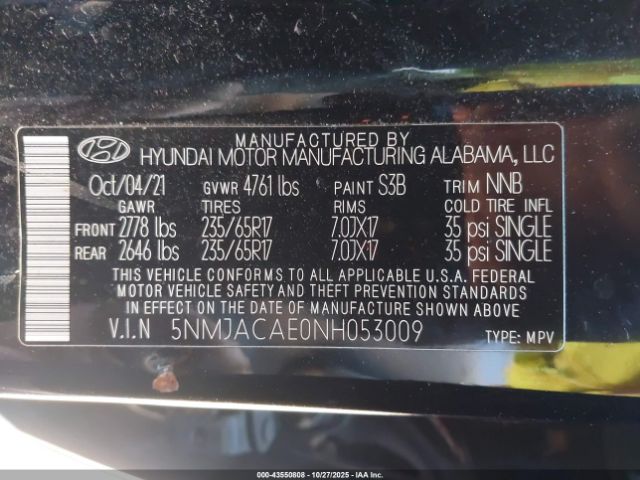 MANUFACTURED BY
HYUNDAI MOTOR MANUFACTURING ALABAMA, LLC
Oct/04/21 GVWR 4761 lbs PAINT S3B TRIM NNB
GAWR TIRES RIMS COLD TIRE INFL
FRONT 2778 lbs 235/65R17 7.0JX17 35 psi SINGLE
REAR 2646 lbs 235/65R17 7.0JX17 35 psi SINGLE
THIS VEHICLE CONFORMS TO ALL APPLICABLE U.S.A. FEDERAL
MOTOR VEHICLE SAFETY AND THEFT PREVENTION STANDARDS
IN EFFECT ON THE DATE OF MANUFACTURE SHOWN ABOVE
V.I.N 5NMJACAE0NH053009 TYPE: MPV
000-43550808 - 10/27/2025 - IAA Inc.